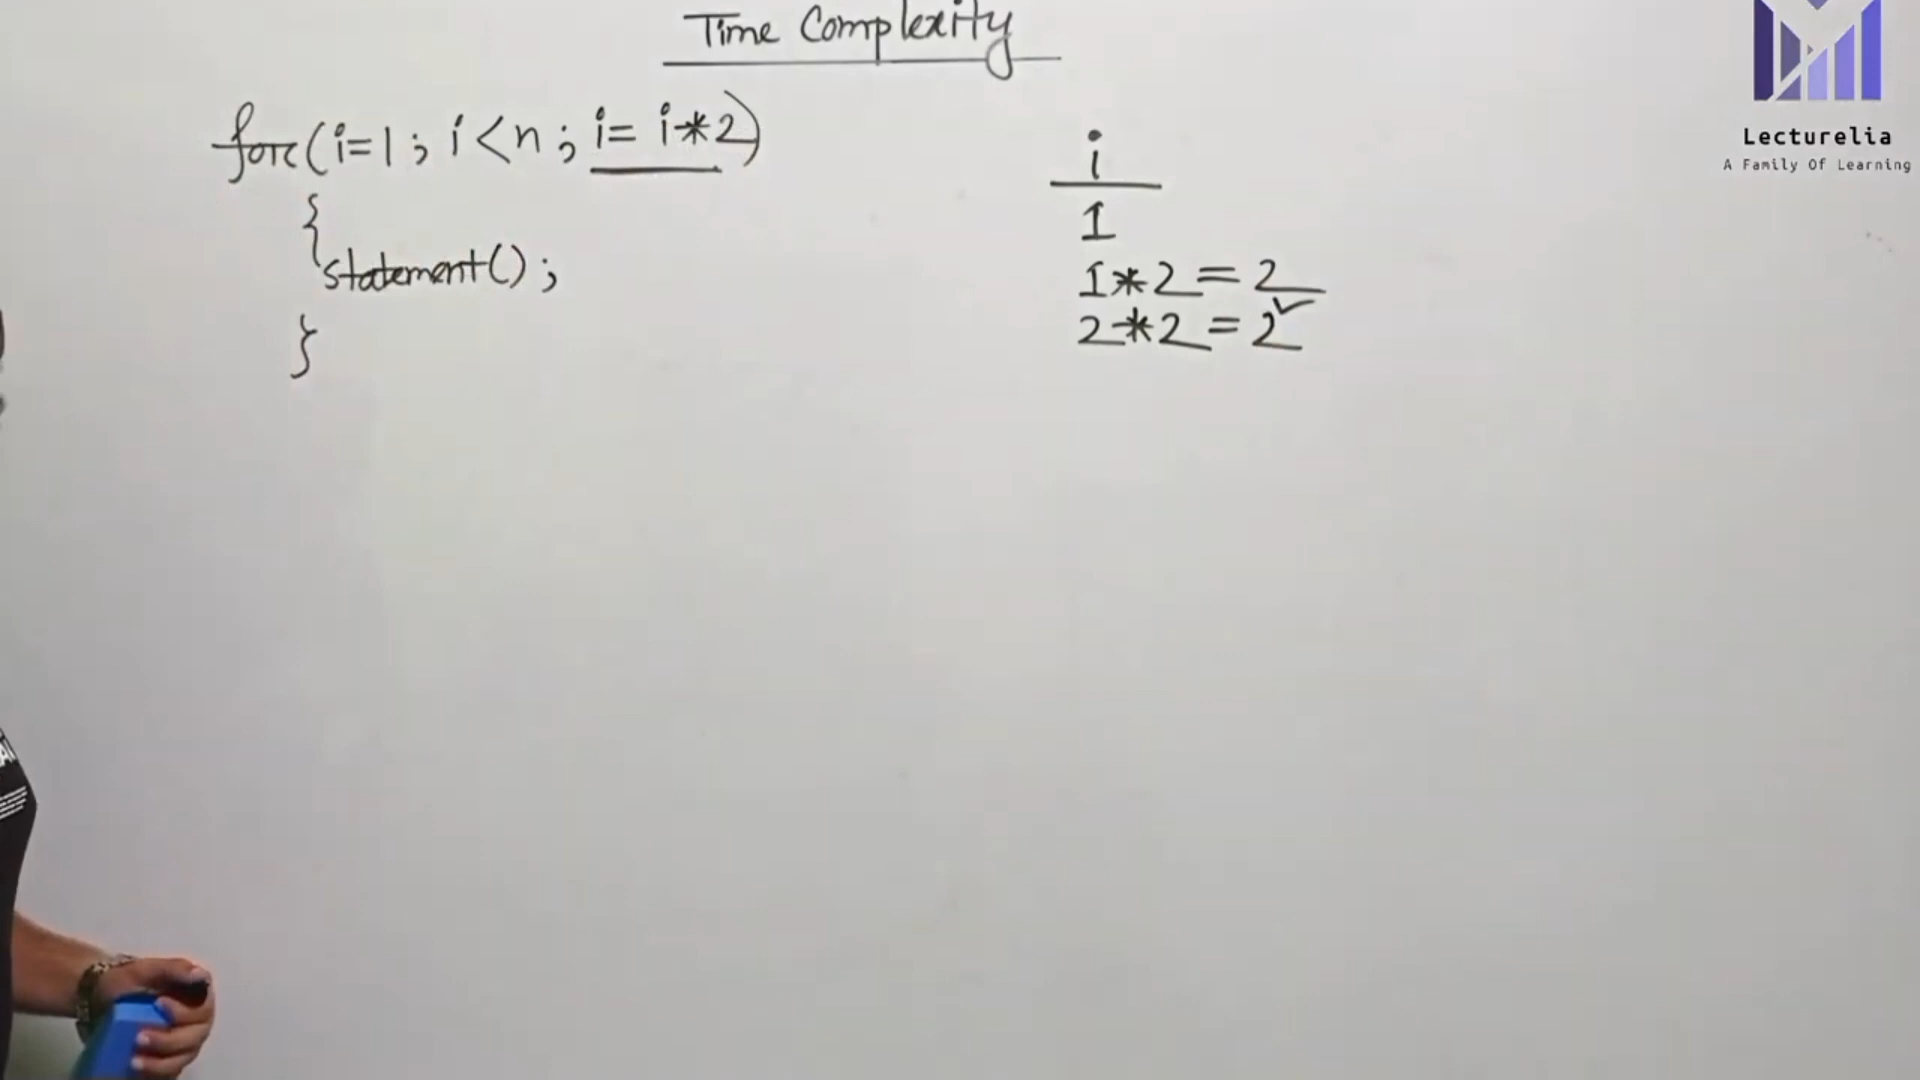 Time Complexity
for(i=1; i<n; i= i*2)
{
statement();
}
i
1
1*2=2
2*2=2²
Lecturelia
A Family Of Learning